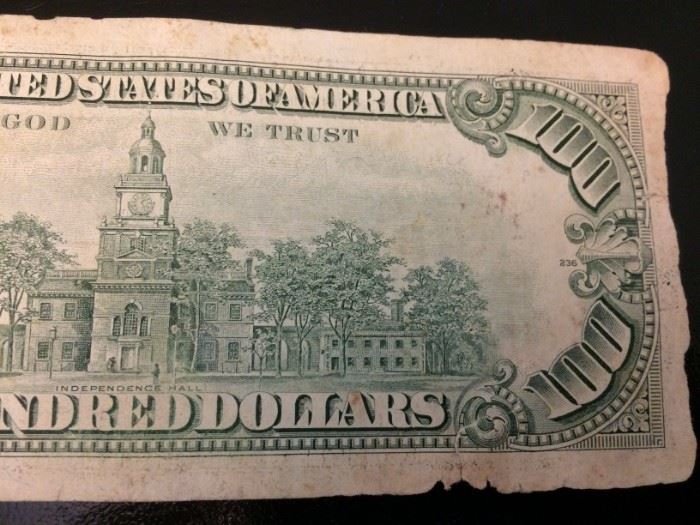 TED STATES OF AMERICA
GOD WE TRUST
100
236
INDEPENDENCE HALL
NDRED DOLLARS
100